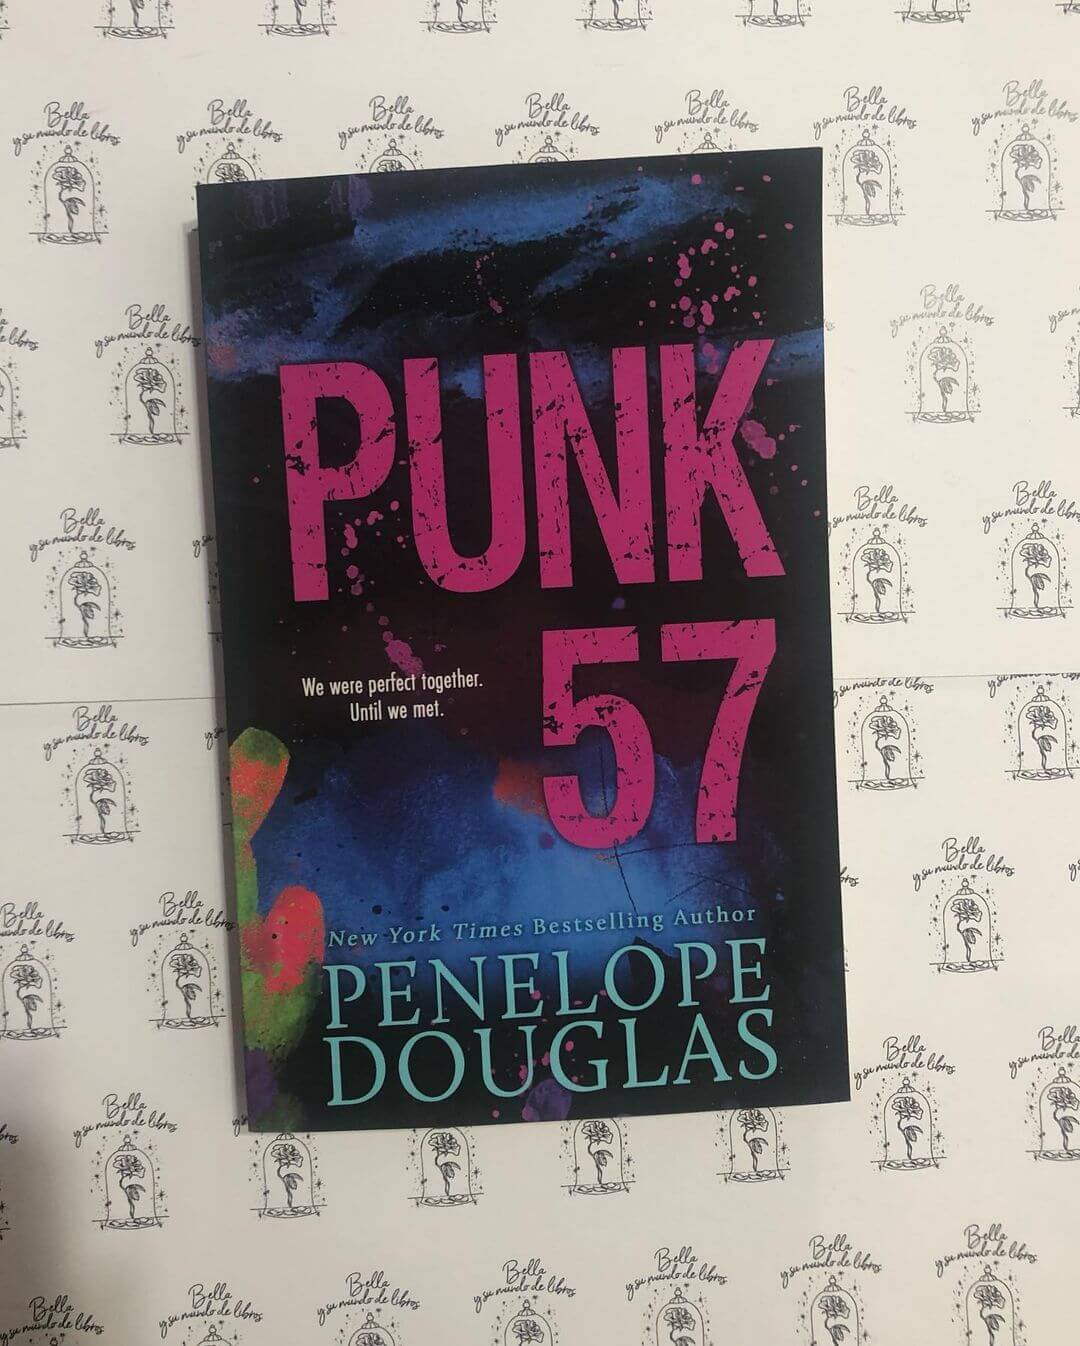 Bella
y su mundo de libros
PUNK
57
We were perfect together.
Until we met.
New York Times Bestselling Author
PENELOPE
DOUGLAS